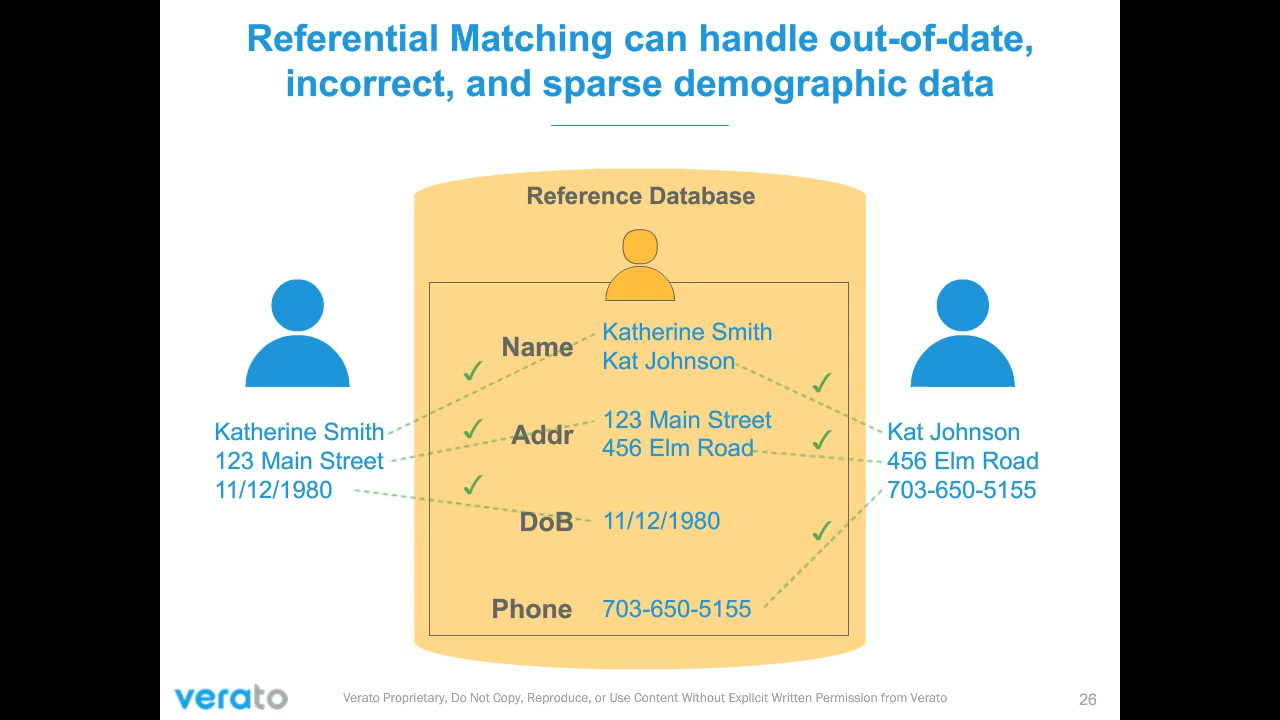 Referential Matching can handle out-of-date,
incorrect, and sparse demographic data
Reference Database
Name
Katherine Smith
Kat Johnson
Addr
123 Main Street
456 Elm Road
DoB
11/12/1980
Phone
703-650-5155
Katherine Smith
123 Main Street
11/12/1980
Kat Johnson
456 Elm Road
703-650-5155
verato
Verato Proprietary, Do Not Copy, Reproduce, or Use Content Without Explicit Written Permission from Verato
26